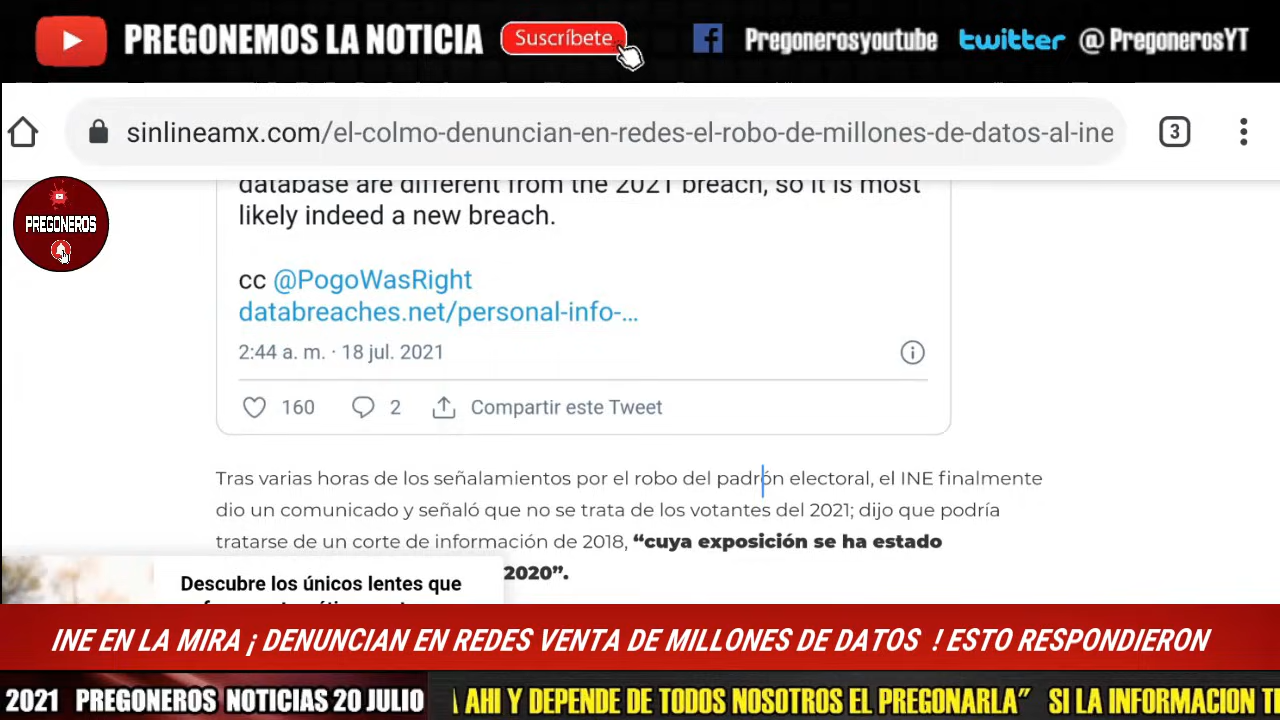 PREGONEMOS LA NOTICIA Suscríbete Pregonerosyoutube twitter @ PregonerosYT
sinlineamx.com/el-colmo-denuncian-en-redes-el-robo-de-millones-de-datos-al-ine 3
PREGONEROS
database are different from the 2021 breach, so it is most
likely indeed a new breach.
cc @PogoWasRight
databreaches.net/personal-info-…
2:44 a. m. · 18 jul. 2021
160 2 Compartir este Tweet
Tras varias horas de los señalamientos por el robo del padrón electoral, el INE finalmente
dio un comunicado y señaló que no se trata de los votantes del 2021; dijo que podría
tratarse de un corte de información de 2018, “cuya exposición se ha estado
2020”.
Descubre los únicos lentes que
INE EN LA MIRA ¡ DENUNCIAN EN REDES VENTA DE MILLONES DE DATOS ! ESTO RESPONDIERON
2021 PREGONEROS NOTICIAS 20 JULIO AHI Y DEPENDE DE TODOS NOSOTROS EL PREGONARLA” SI LA INFORMACION